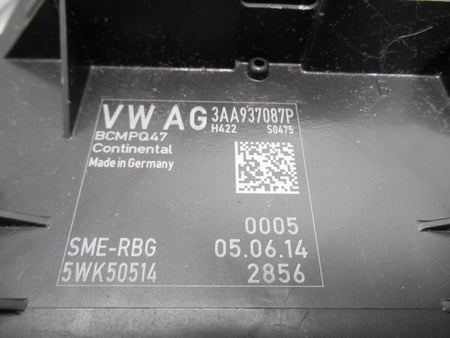 VW AG 3AA937087P
BCMPQ47 H422 S0475
Continental
Made in Germany
0005
SME-RBG 05.06.14
5WK50514 2856